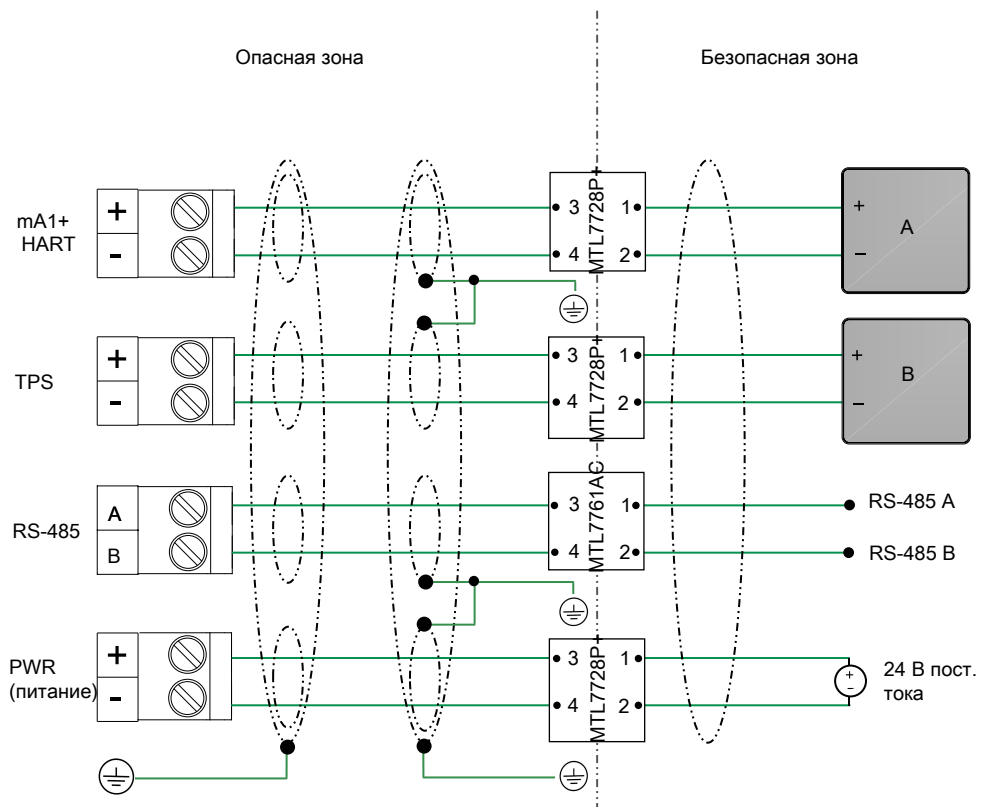 Опасная зона
Безопасная зона
mA1+
HART
+
-
3
4
MTL7728P+
1
2
+
-
A
TPS
+
-
3
4
MTL7728P+
1
2
+
-
B
RS-485
A
B
3
4
MTL7761AC
1
2
RS-485 A
RS-485 B
PWR
(питание)
+
-
3
4
MTL7728P+
1
2
+
-
24 В пост.
тока